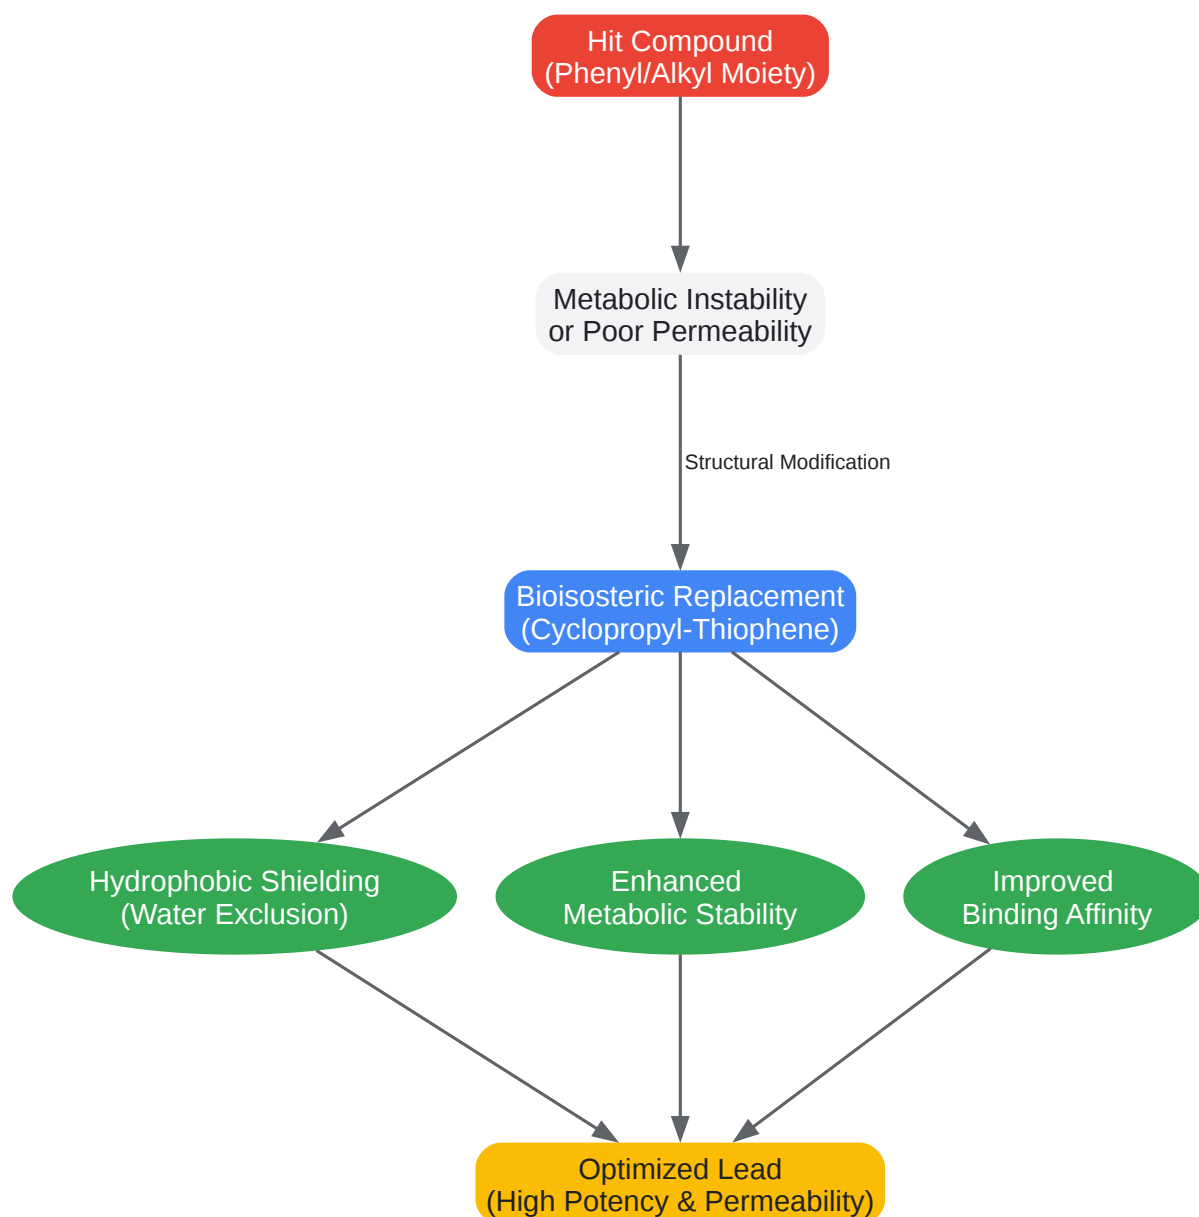 Hit Compound
(Phenyl/Alkyl Moiety)
Metabolic Instability
or Poor Permeability
Structural Modification
Bioisosteric Replacement
(Cyclopropyl-Thiophene)
Hydrophobic Shielding
(Water Exclusion)
Enhanced
Metabolic Stability
Improved
Binding Affinity
Optimized Lead
(High Potency & Permeability)